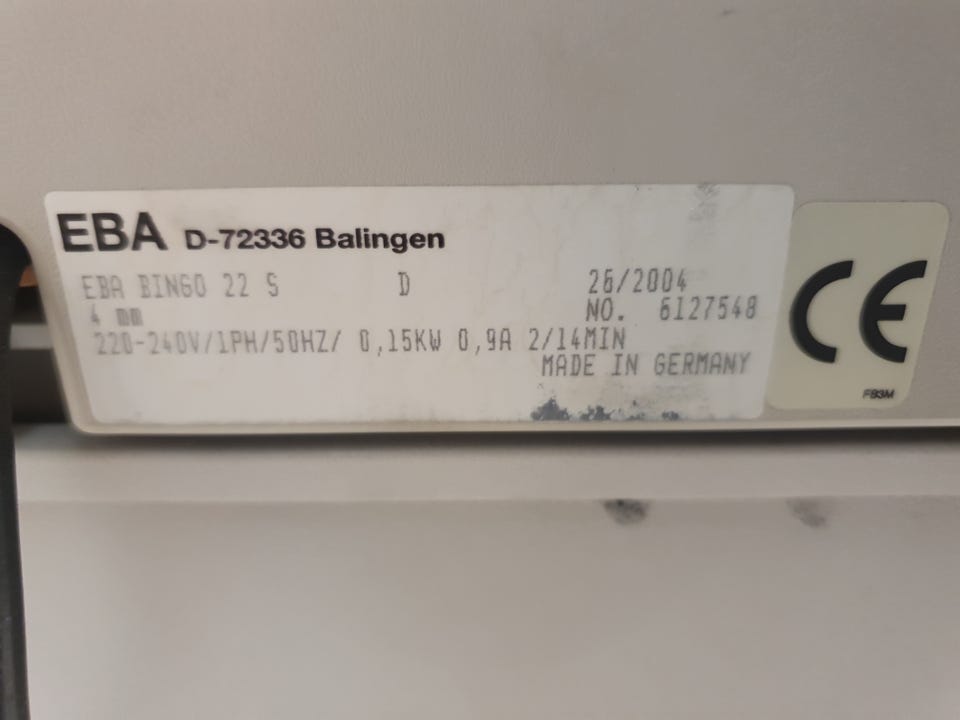 EBA D-72336 Balingen
EBA BINGO 22 S D 26/2004
4 mm NO. 6127548
220-240V/1PH/50HZ/ 0,15KW 0,9A 2/14MIN
MADE IN GERMANY
CE
FB3M